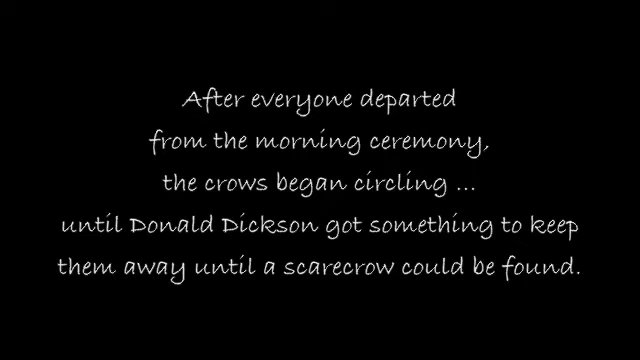 After everyone departed
from the morning ceremony,
the crows began circling ...
until Donald Dickson got something to keep
them away until a scarecrow could be found.